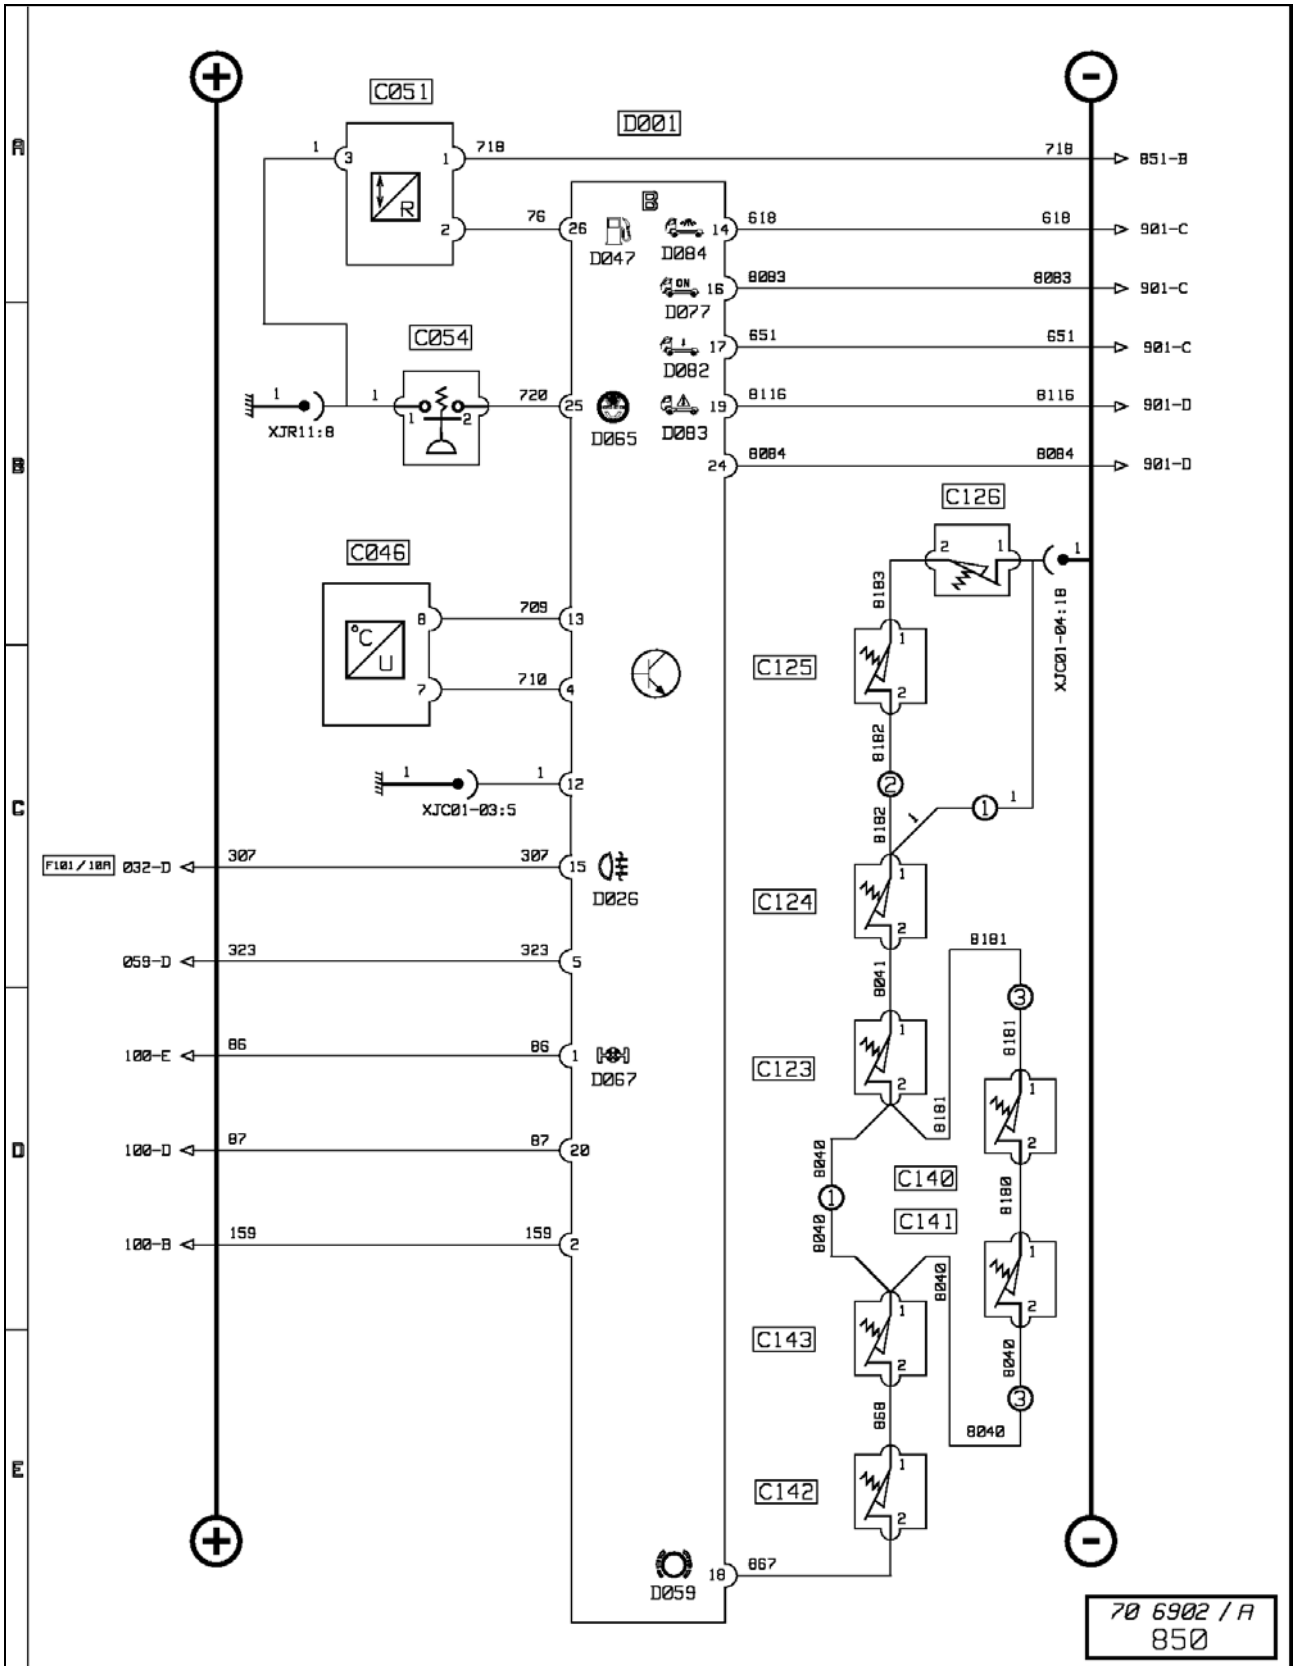 + -
C051
D001
A
1 3 1 718 718 851-B
R
B
2 76 26 14 618 618 901-C
D047 D084
ON 16 8083 8083 901-C
D077
C054
17 651 651 901-C
D082
1 1 1 2 720 25 19 8116 8116 901-D
XJR11:8
D065 D083
B
24 8084 8084 901-D
C126
C046
2 1 1
8183
XJC01-04:18
8 709 13
°C
U
1
C125
7 710 4
2
8182
1 1 12
2
XJC01-03:5
C
1 1 1
8182
F101/10A 032-D 307 307 15
D026
1
C124
2
8181
059-D 323 323 5
8041
3
1
8181
100-E 86 86 1
D067
C123
2
1
8181
D
100-D 87 87 20
2
8040
C140
8180
1
C141
8040
100-B 159 159 2
1
8040
2
1
C143
2
8040
3
868
8040
E
1
C142
2
18 867
D059
+ -
70 6902 / A
850